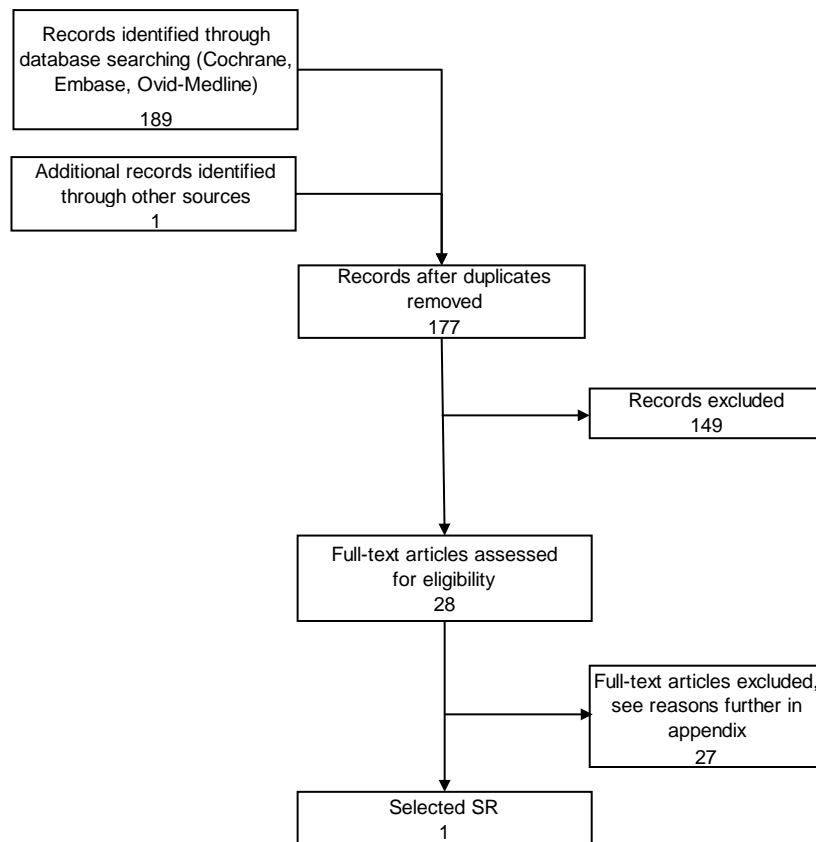 Records identified through
database searching (Cochrane,
Embase, Ovid-Medline)
189
Additional records identified
through other sources
1
Records after duplicates
removed
177
Records excluded
149
Full-text articles assessed
for eligibility
28
Full-text articles excluded,
see reasons further in
appendix
27
Selected SR
1